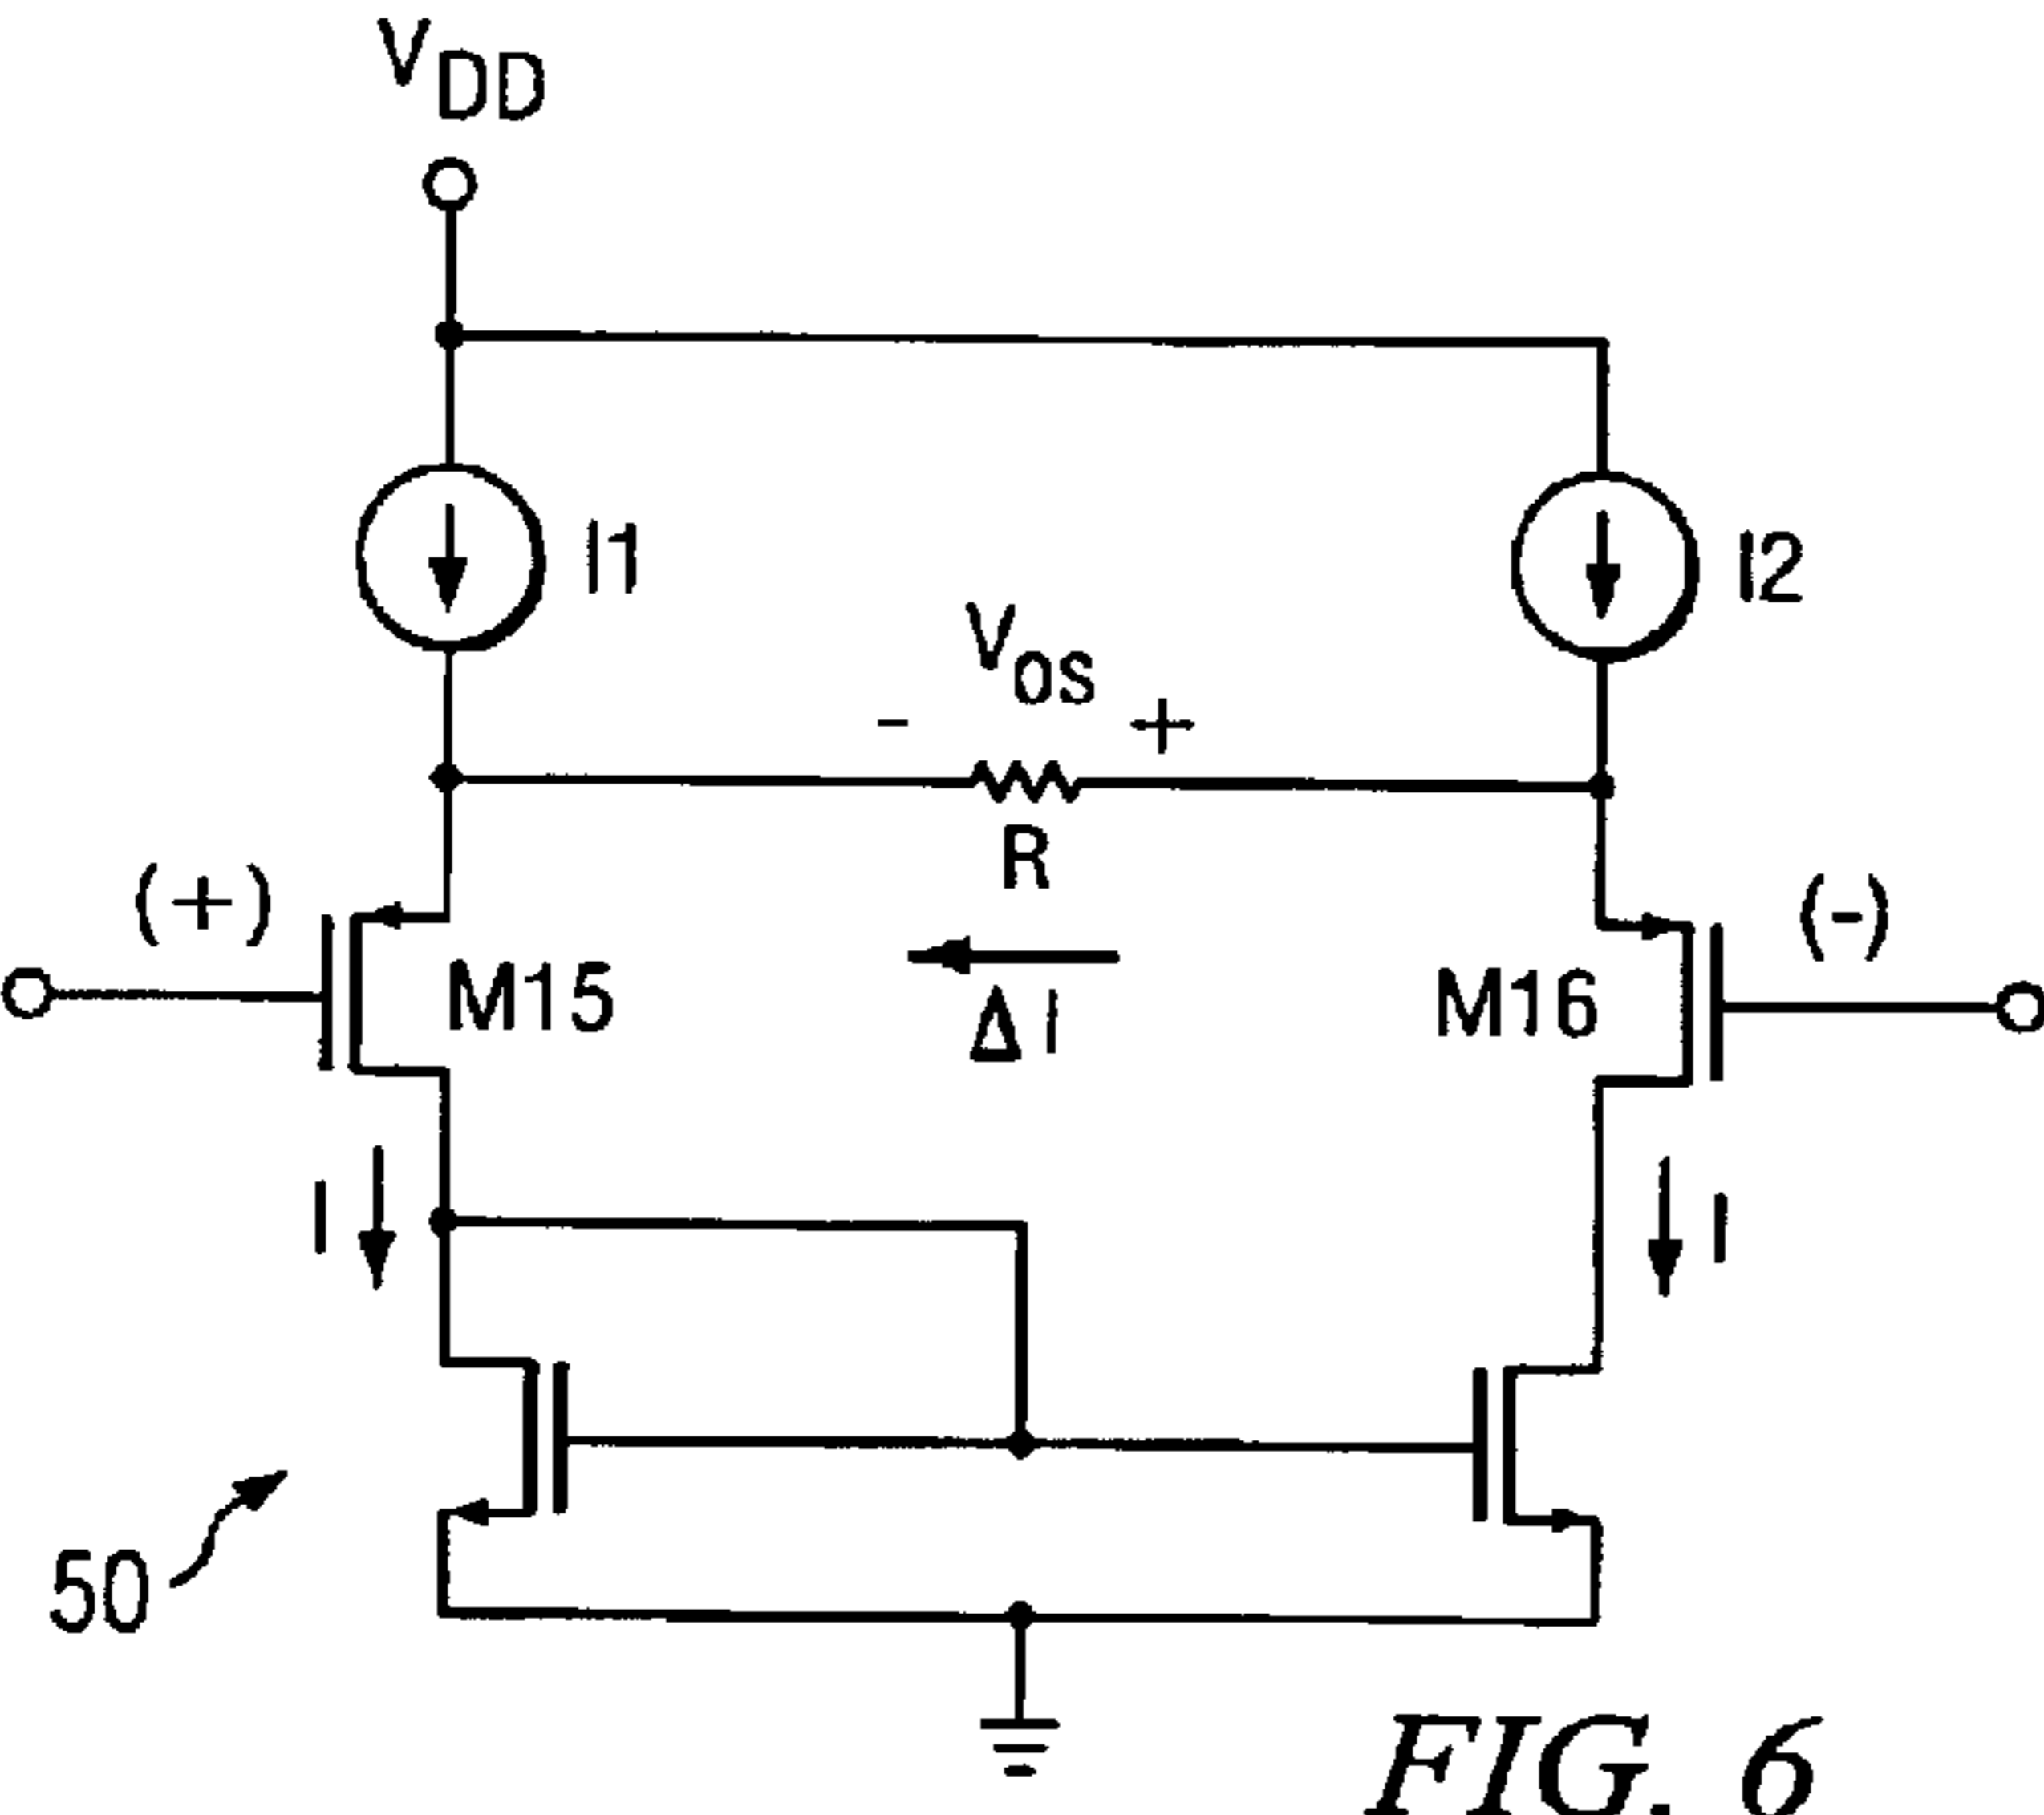 VDD
I1
I2
Vos
- +
R
(+)
(-)
M15
M16
ΔI
I
I
50
FIG. 6